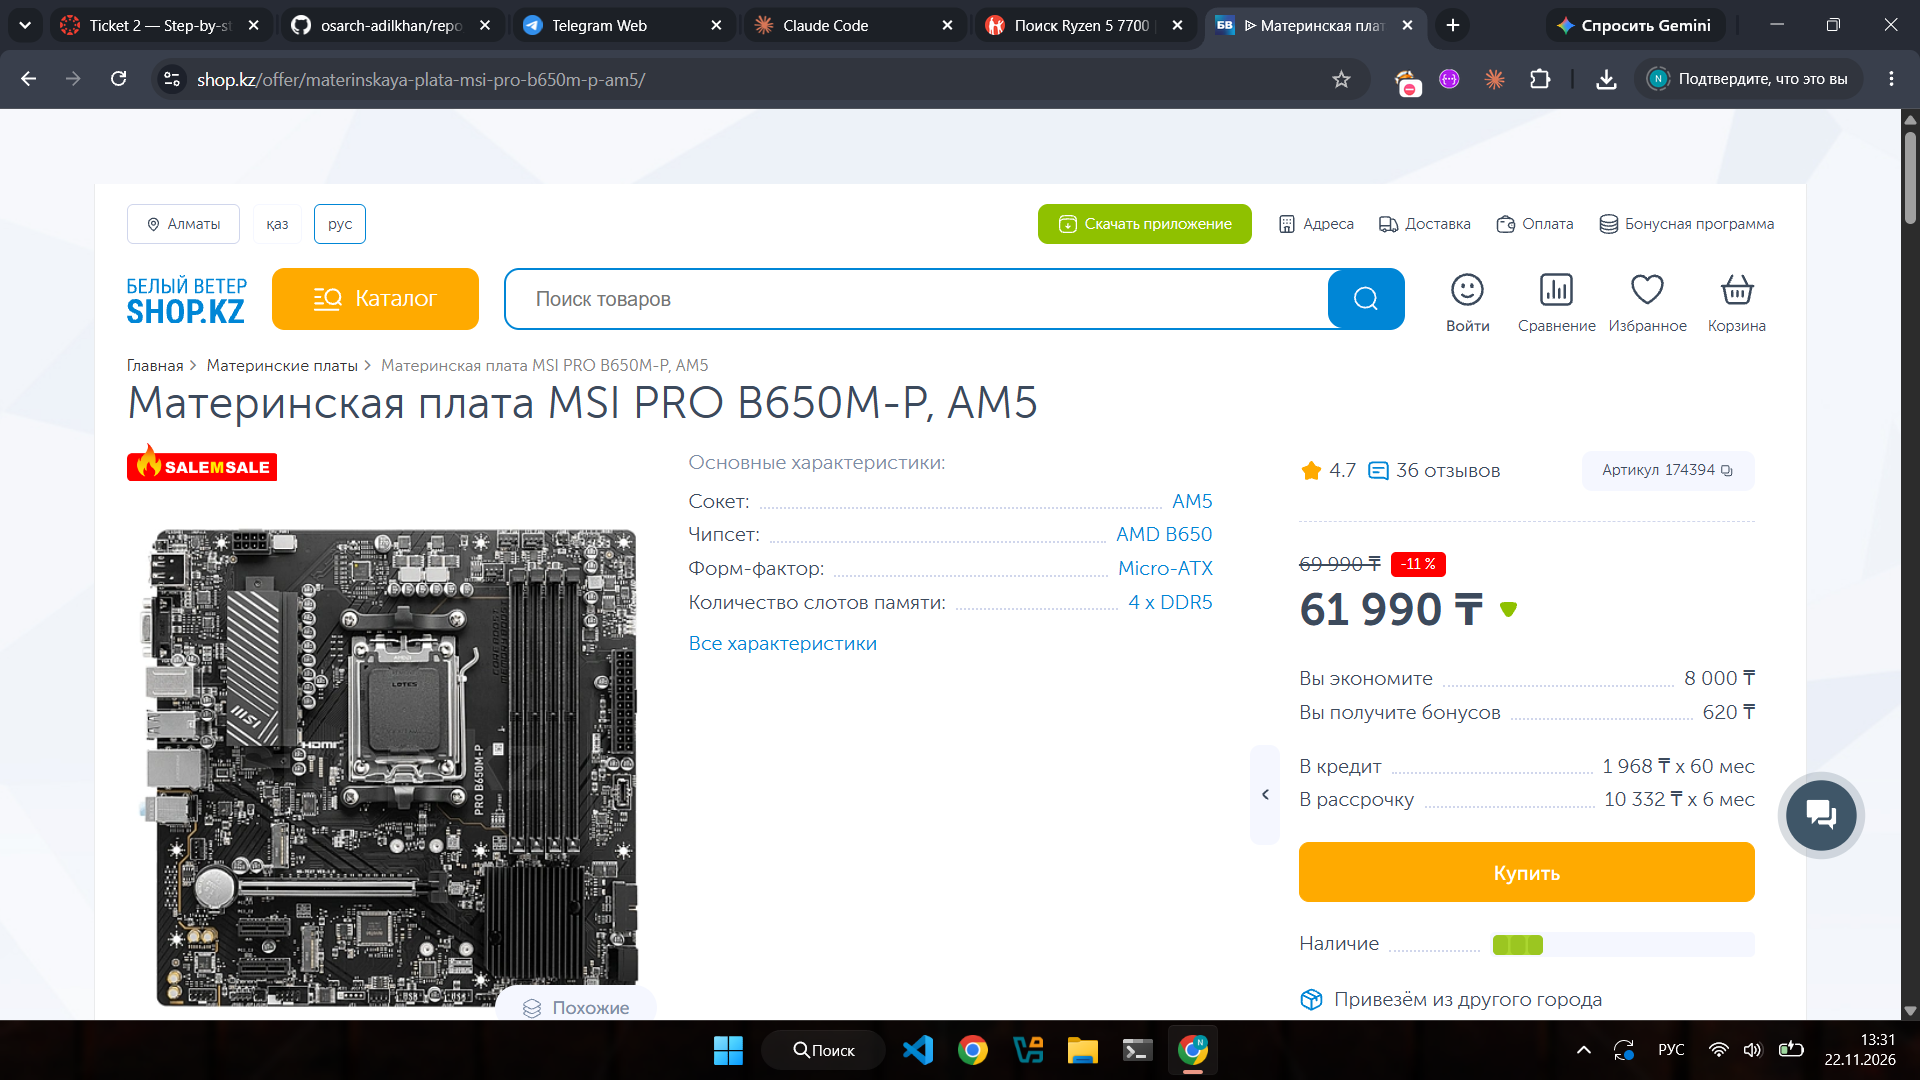 Ticket 2 — Step-by-st
osarch-adilkhan/repo
Telegram Web
Claude Code
Поиск Ryzen 5 7700
Материнская плат
Спросить Gemini
shop.kz/offer/materinskaya-plata-msi-pro-b650m-p-am5/
Подтвердите, что это вы
Алматы
қаз
рус
Скачать приложение
Адреса
Доставка
Оплата
Бонусная программа
БЕЛЫЙ ВЕТЕР
SHOP.KZ
Каталог
Поиск товаров
Войти
Сравнение
Избранное
Корзина
Главная > Материнские платы > Материнская плата MSI PRO B650M-P, AM5
Материнская плата MSI PRO B650M-P, AM5
SALEMSALE
Основные характеристики:
Сокет: AM5
Чипсет: AMD B650
Форм-фактор: Micro-ATX
Количество слотов памяти: 4 x DDR5
Все характеристики
4.7 36 отзывов
Артикул 174394
69 990 ₸ -11 %
61 990 ₸
Вы экономите 8 000 ₸
Вы получите бонусов 620 ₸
В кредит 1 968 ₸ x 60 мес
В рассрочку 10 332 ₸ x 6 мес
Купить
Наличие
Привезём из другого города
LOTES
msi
HDMI
PRO B650M-P
Похожие
Поиск
РУС
13:31
22.11.2026